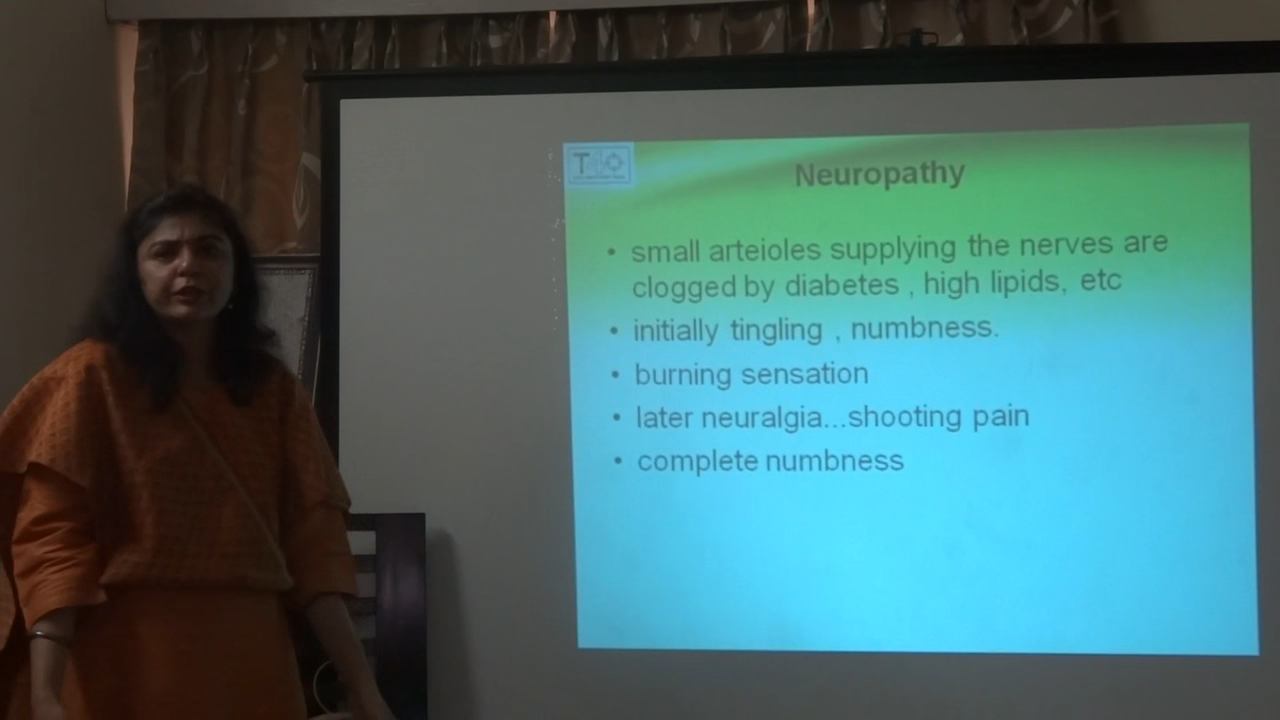 Neuropathy
• small arteioles supplying the nerves are
clogged by diabetes , high lipids, etc
• initially tingling , numbness.
• burning sensation
• later neuralgia...shooting pain
• complete numbness